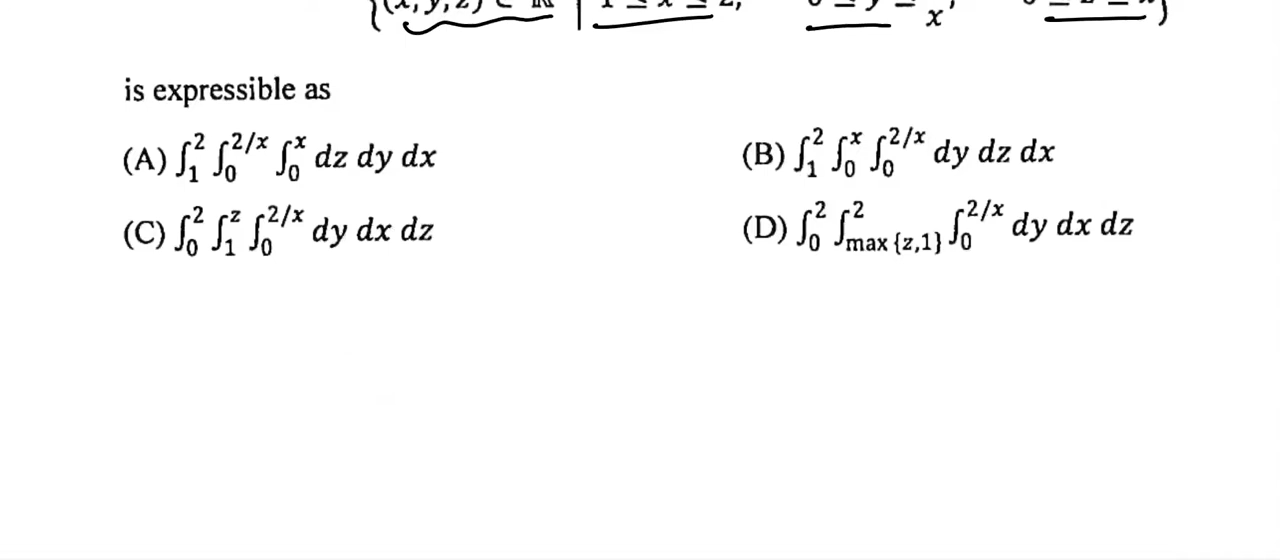 is expressible as
(A) ∫₁² ∫₀^{2/x} ∫₀^x dz dy dx
(B) ∫₁² ∫₀^x ∫₀^{2/x} dy dz dx
(C) ∫₀² ∫₁^z ∫₀^{2/x} dy dx dz
(D) ∫₀² ∫_{max {z,1}}² ∫₀^{2/x} dy dx dz